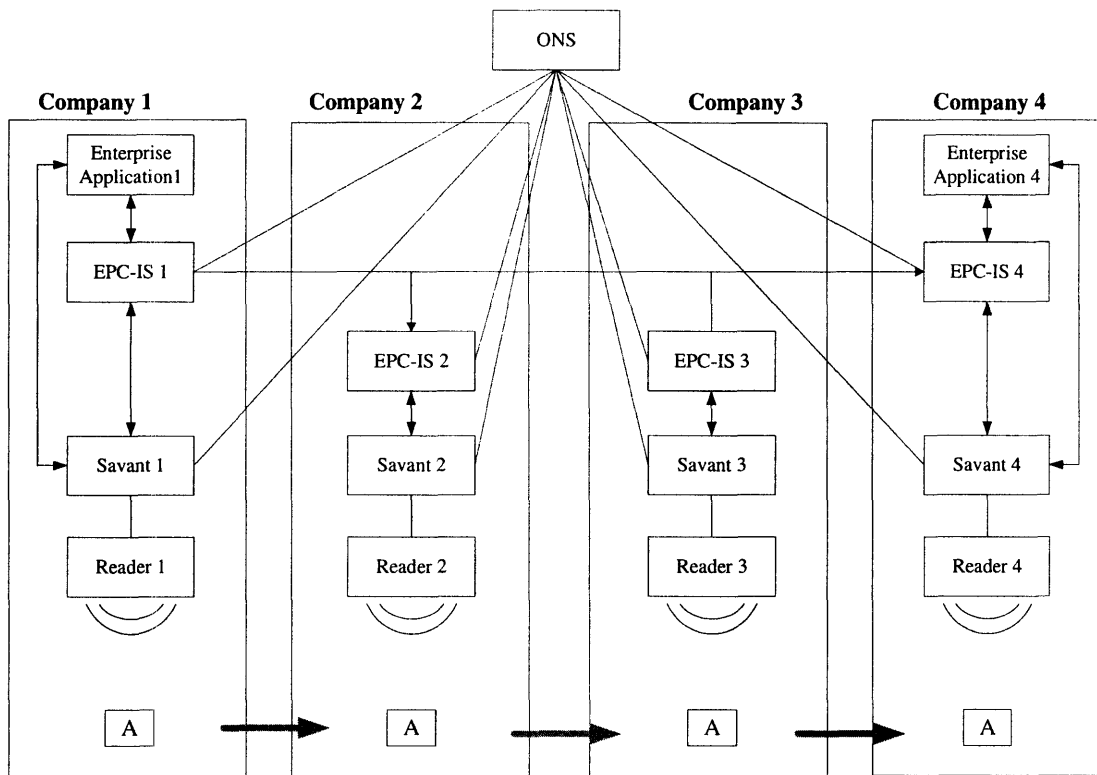 ONS
Company 1
Company 2
Company 3
Company 4
Enterprise
Application1
Enterprise
Application 4
EPC-IS 1
EPC-IS 4
EPC-IS 2
EPC-IS 3
Savant 1
Savant 2
Savant 3
Savant 4
Reader 1
Reader 2
Reader 3
Reader 4
A
A
A
A